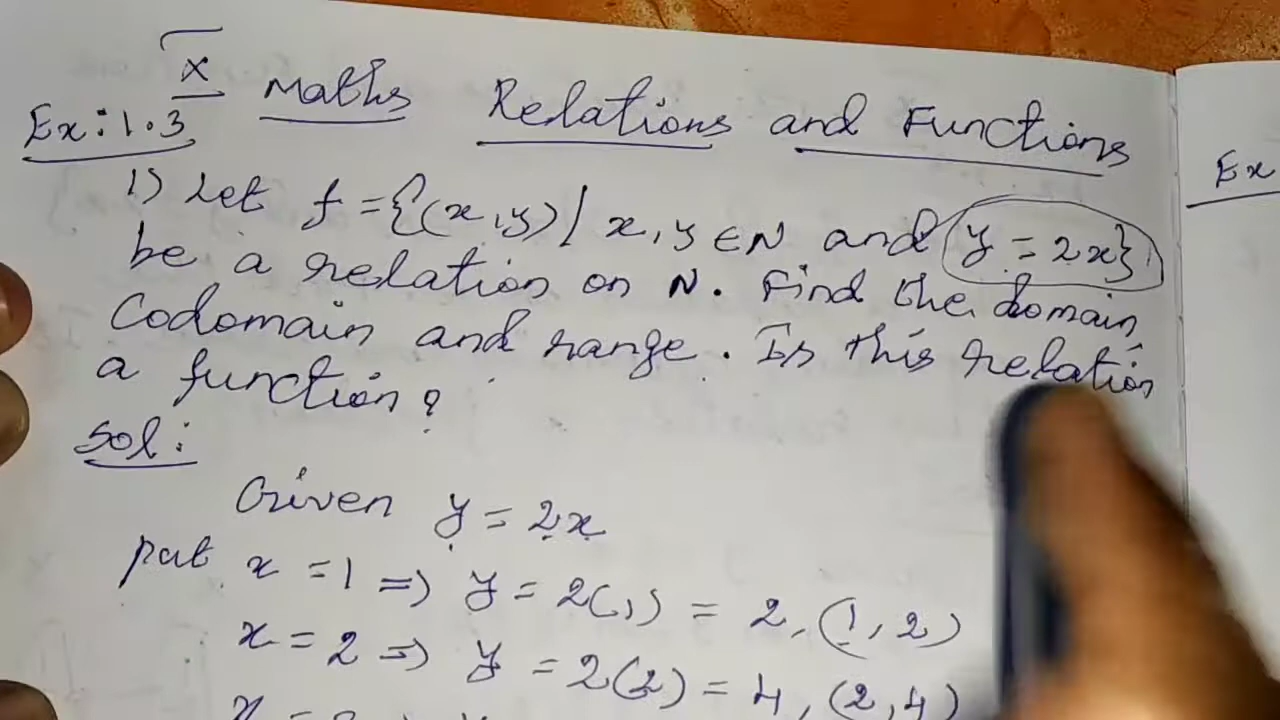 X Maths Relations and Functions
Ex: 1.3
1) Let f = {(x,y) / x,y ∈ N and y = 2x}
be a relation on N. Find the domain
Codomain and range. Is this relation
a function?
Sol:
Given y = 2x
put x = 1 => y = 2(1) = 2, (1,2)
x = 2 => y = 2(2) = 4, (2,4)
Ex